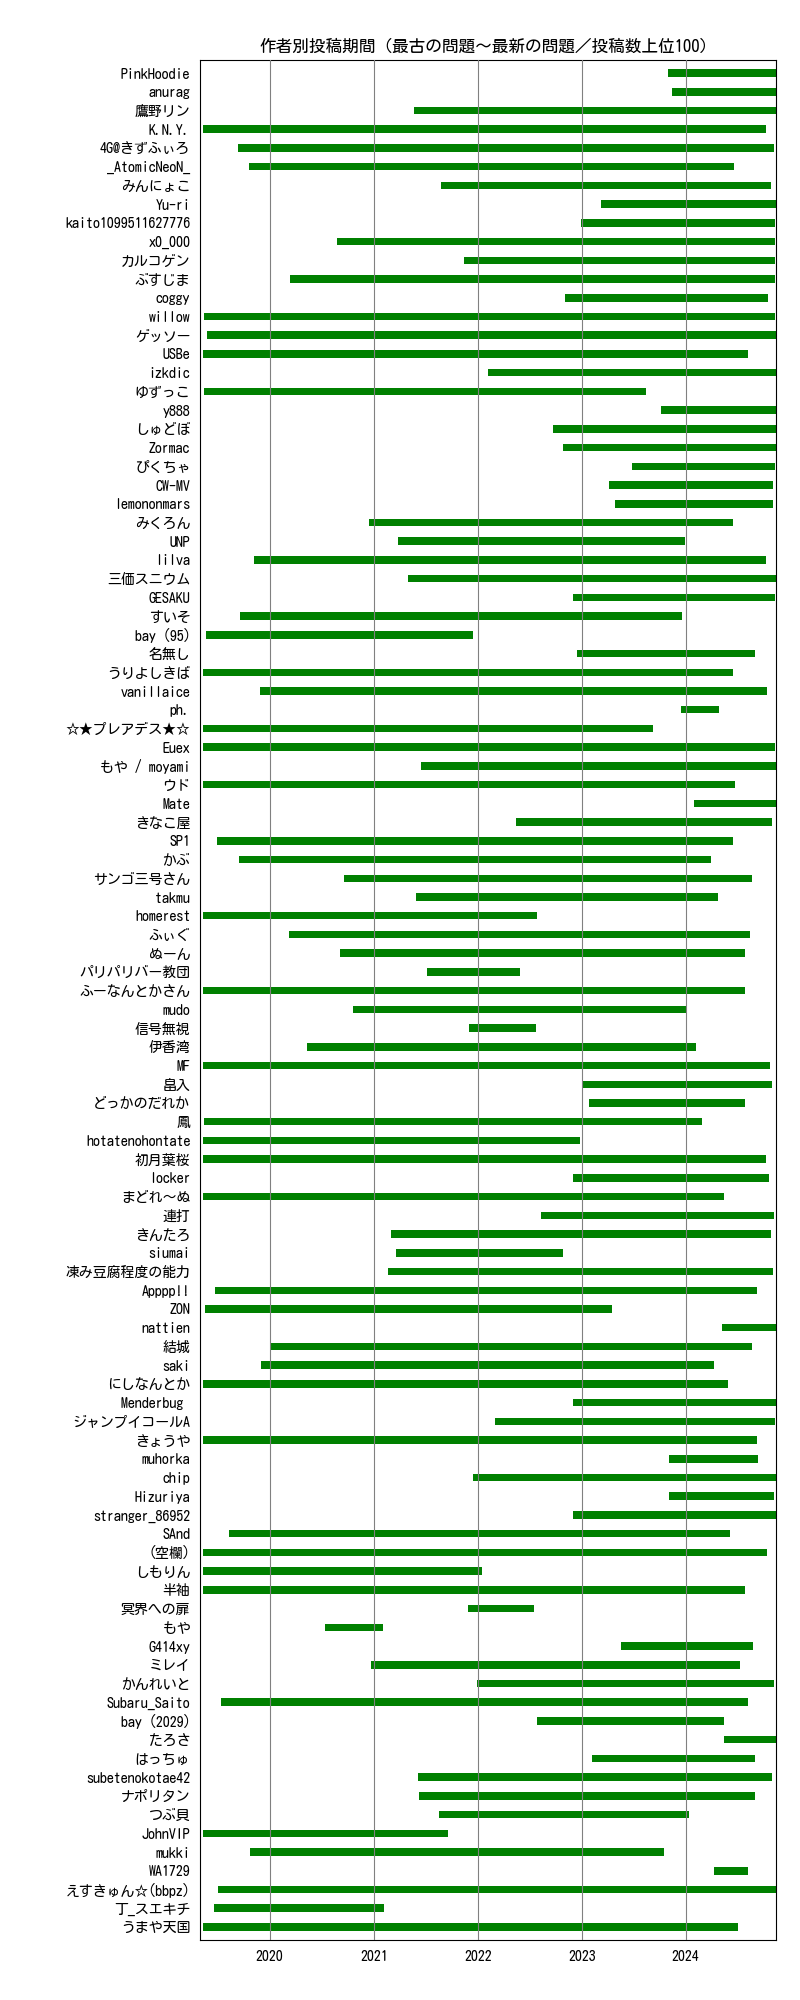 作者別投稿期間（最古の問題～最新の問題／投稿数上位100）
PinkHoodie
anurag
鷹野リン
K.N.Y.
4G@きずふぃろ
_AtomicNeoN_
みんにょこ
Yu-ri
kaito1099511627776
x0_000
カルコゲン
ぶすじま
coggy
willow
ゲッソー
USBe
izkdic
ゆずっこ
y888
しゅどぼ
Zormac
ぴくちゃ
CW-MV
lemononmars
みくろん
UNP
lilva
三価スニウム
GESAKU
すいそ
bay (95)
名無し
うりよしきば
vanillaice
ph.
☆★プレアデス★☆
Euex
もや / moyami
ウド
Mate
きなこ屋
SP1
かぶ
サンゴ三号さん
takmu
homerest
ふぃぐ
ぬーん
パリパリバー教団
ふーなんとかさん
mudo
信号無視
伊香湾
MF
畠入
どっかのだれか
鳳
hotatenohontate
初月葉桜
locker
まどれ～ぬ
連打
きんたろ
siumai
凍み豆腐程度の能力
Appppll
ZON
nattien
結城
saki
にしなんとか
Menderbug
ジャンプイコールA
きょうや
muhorka
chip
Hizuriya
stranger_86952
SAnd
(空欄)
しもりん
半袖
冥界への扉
もや
G414xy
ミレイ
かんれいと
Subaru_Saito
bay (2029)
たろさ
はっちゅ
subetenokotae42
ナポリタン
つぶ貝
JohnVIP
mukki
WA1729
えすきゅん☆(bbpz)
丁_スエキチ
うまや天国
2020 2021 2022 2023 2024